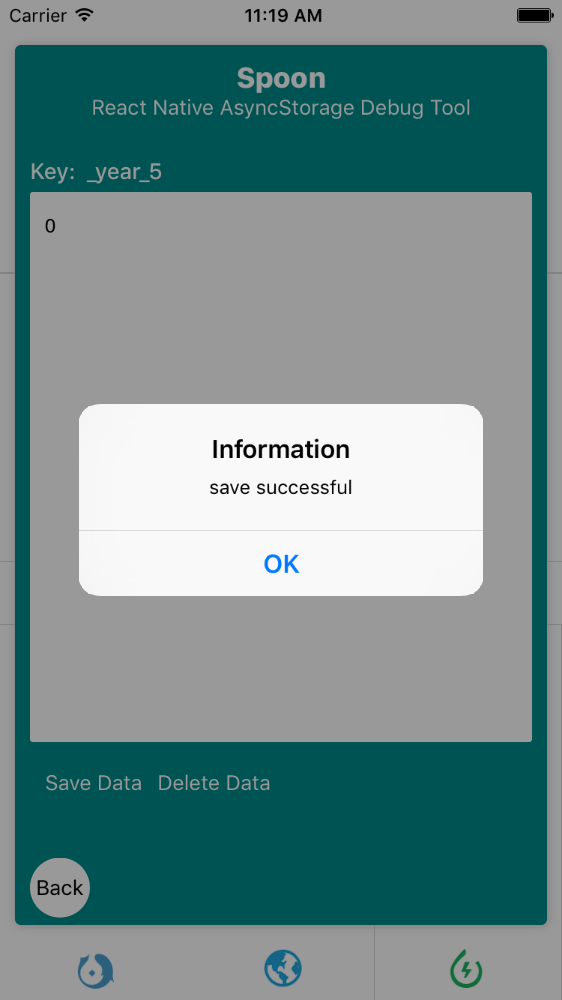 Carrier 11:19 AM
Spoon
React Native AsyncStorage Debug Tool
Key: _year_5
0
Information
save successful
OK
Save Data Delete Data
Back